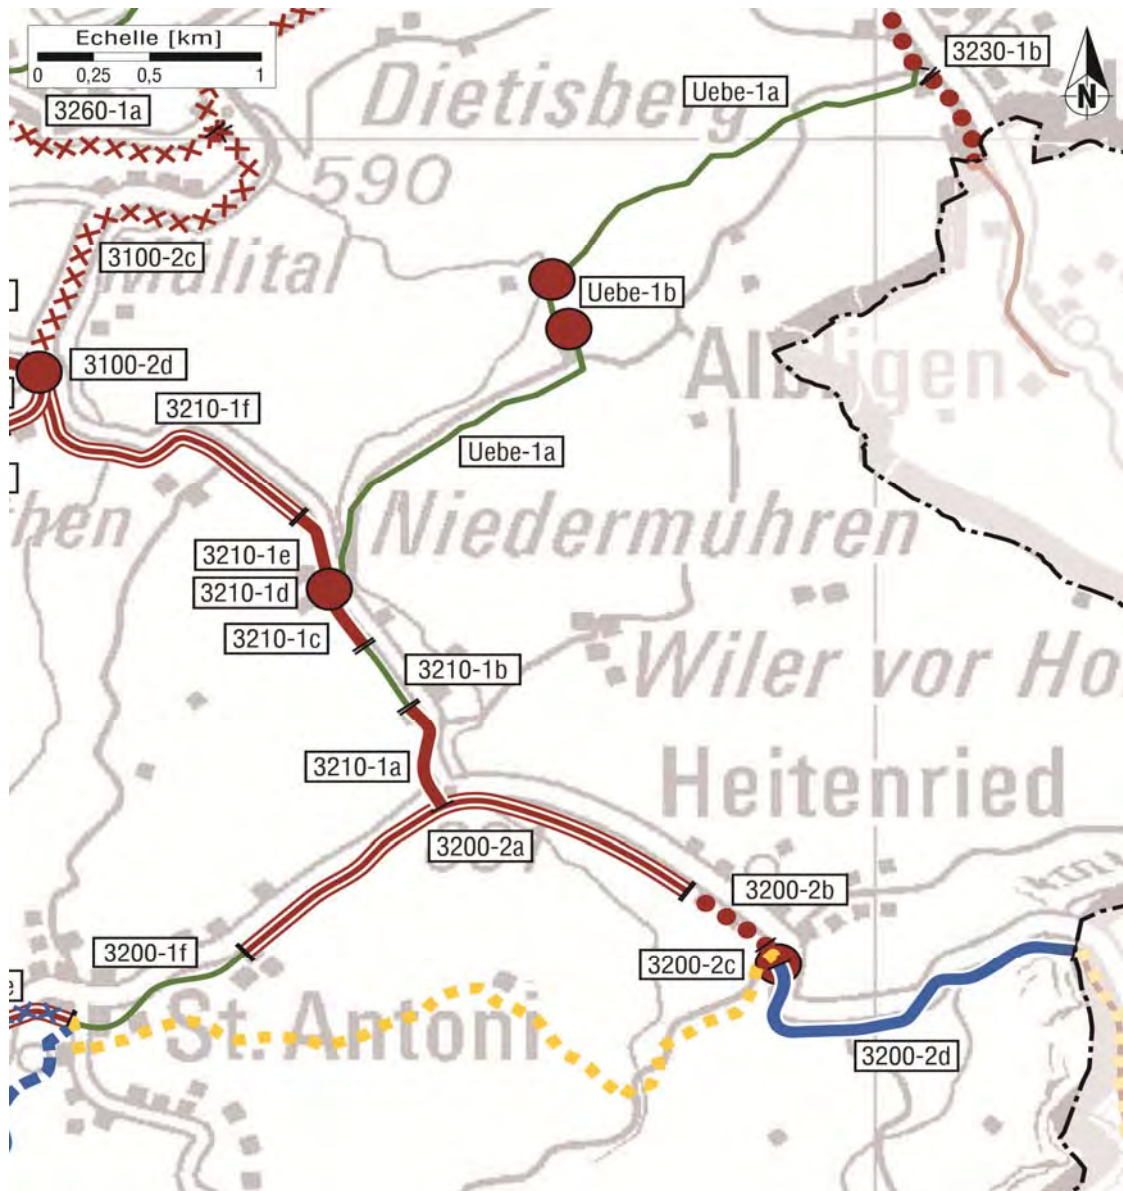 Echelle [km]
0 0,25 0,5 1
3230-1b
N
Uebe-1a
3260-1a
Dietisberg
590
3100-2c
Mülital
Uebe-1b
3100-2d
Albligen
3210-1f
Uebe-1a
Niedermuhren
3210-1e
3210-1d
3210-1c
3210-1b
Wiler vor Ho
3210-1a
Heitenried
3200-2a
3200-2b
3200-1f
3200-2c
St. Antoni
3200-2d